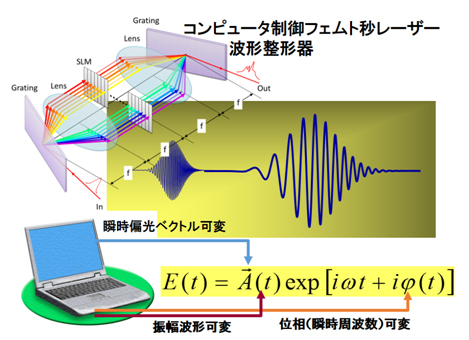 コンピュータ制御フェムト秒レーザー
波形整形器
Grating
Lens
SLM
Lens
Grating
Out
f
f
f
f
In
瞬時偏光ベクトル可変
E(t) = A⃗(t) exp[iωt + iφ(t)]
振幅波形可変
位相(瞬時周波数)可変